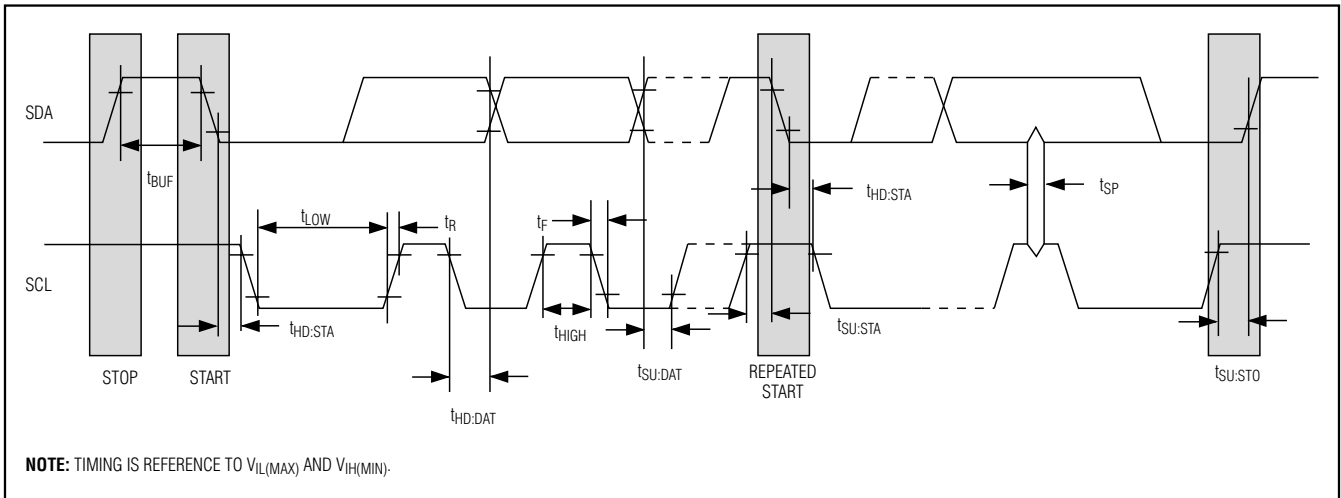 SDA
tBUF
tHD:STA
tSP
tLOW
tR
tF
SCL
tHD:STA
tHIGH
tSU:STA
tSU:DAT
STOP
START
REPEATED
START
tSU:STO
tHD:DAT
NOTE: TIMING IS REFERENCE TO VIL(MAX) AND VIH(MIN).